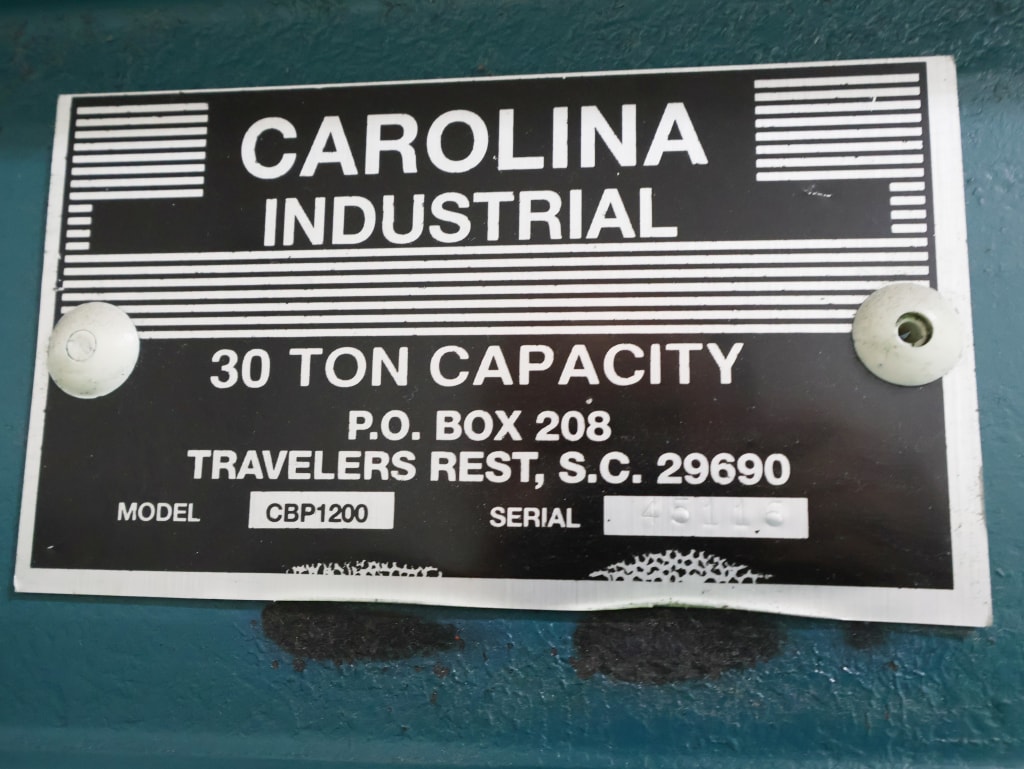 CAROLINA
INDUSTRIAL
30 TON CAPACITY
P.O. BOX 208
TRAVELERS REST, S.C. 29690
MODEL CBP1200 SERIAL